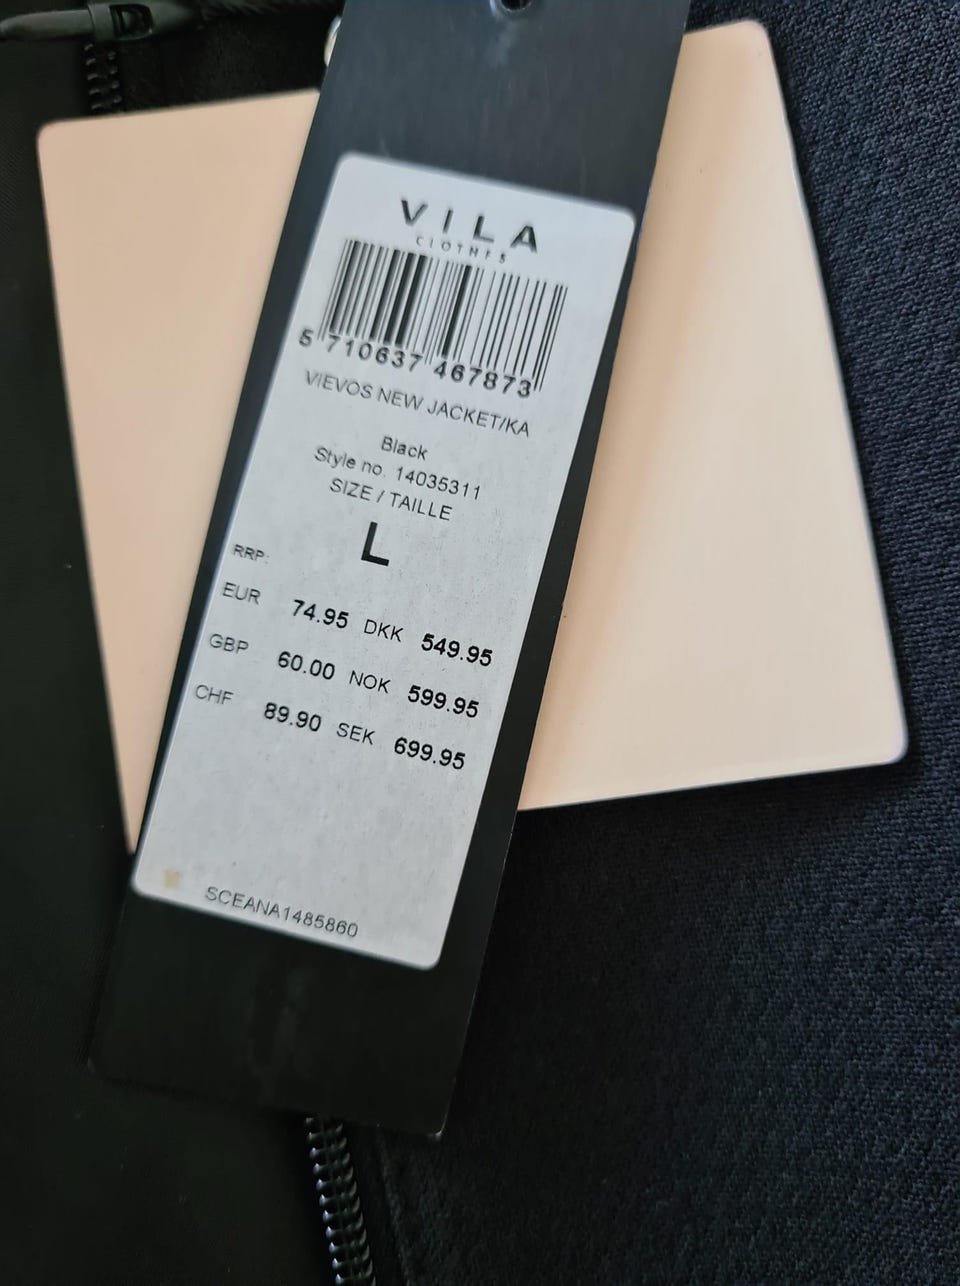 VILA
CLOTHES
5 710637 467873
VIEVOS NEW JACKET/KA
Black
Style no. 14035311
SIZE / TAILLE
L
RRP:
EUR 74.95 DKK 549.95
GBP 60.00 NOK 599.95
CHF 89.90 SEK 699.95
SCEANA1485860